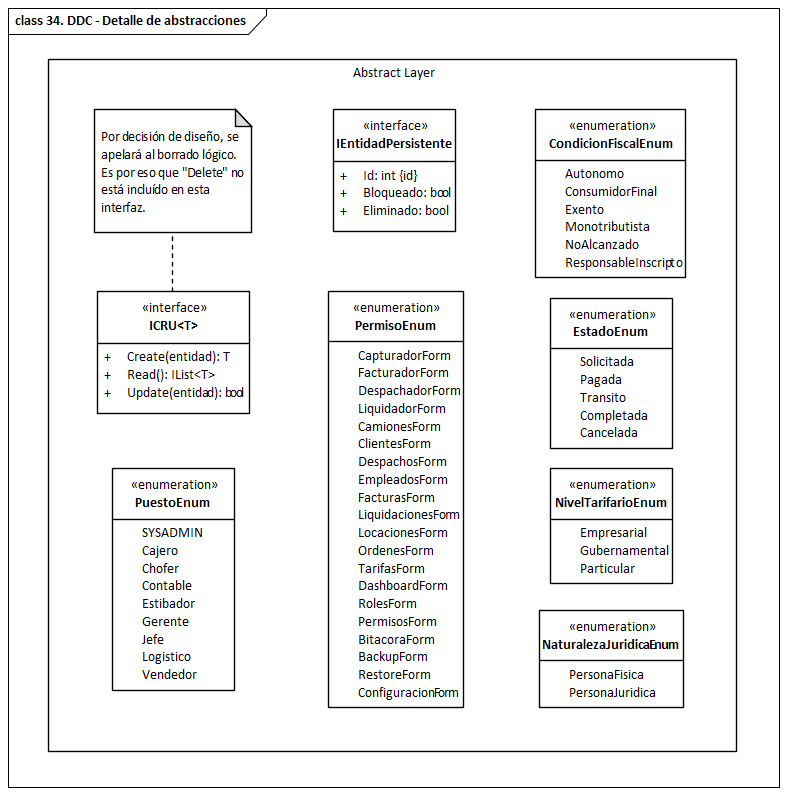 class 34. DDC - Detalle de abstracciones
Abstract Layer
Por decisión de diseño, se
apelará al borrado lógico.
Es por eso que "Delete" no
está incluído en esta
interfaz.
«interface»
IEntidadPersistente
+ Id: int {id}
+ Bloqueado: bool
+ Eliminado: bool
«enumeration»
CondicionFiscalEnum
Autonomo
ConsumidorFinal
Exento
Monotributista
NoAlcanzado
ResponsableInscripto
«interface»
ICRU<T>
+ Create(entidad): T
+ Read(): IList<T>
+ Update(entidad): bool
«enumeration»
PermisoEnum
CapturadorForm
FacturadorForm
DespachadorForm
LiquidadorForm
CamionesForm
ClientesForm
DespachosForm
EmpleadosForm
FacturasForm
LiquidacionesForm
LocacionesForm
OrdenesForm
TarifasForm
DashboardForm
RolesForm
PermisosForm
BitacoraForm
BackupForm
RestoreForm
ConfiguracionForm
«enumeration»
EstadoEnum
Solicitada
Pagada
Transito
Completada
Cancelada
«enumeration»
PuestoEnum
SYSADMIN
Cajero
Chofer
Contable
Estibador
Gerente
Jefe
Logistico
Vendedor
«enumeration»
NivelTarifarioEnum
Empresarial
Gubernamental
Particular
«enumeration»
NaturalezaJuridicaEnum
PersonaFisica
PersonaJuridica